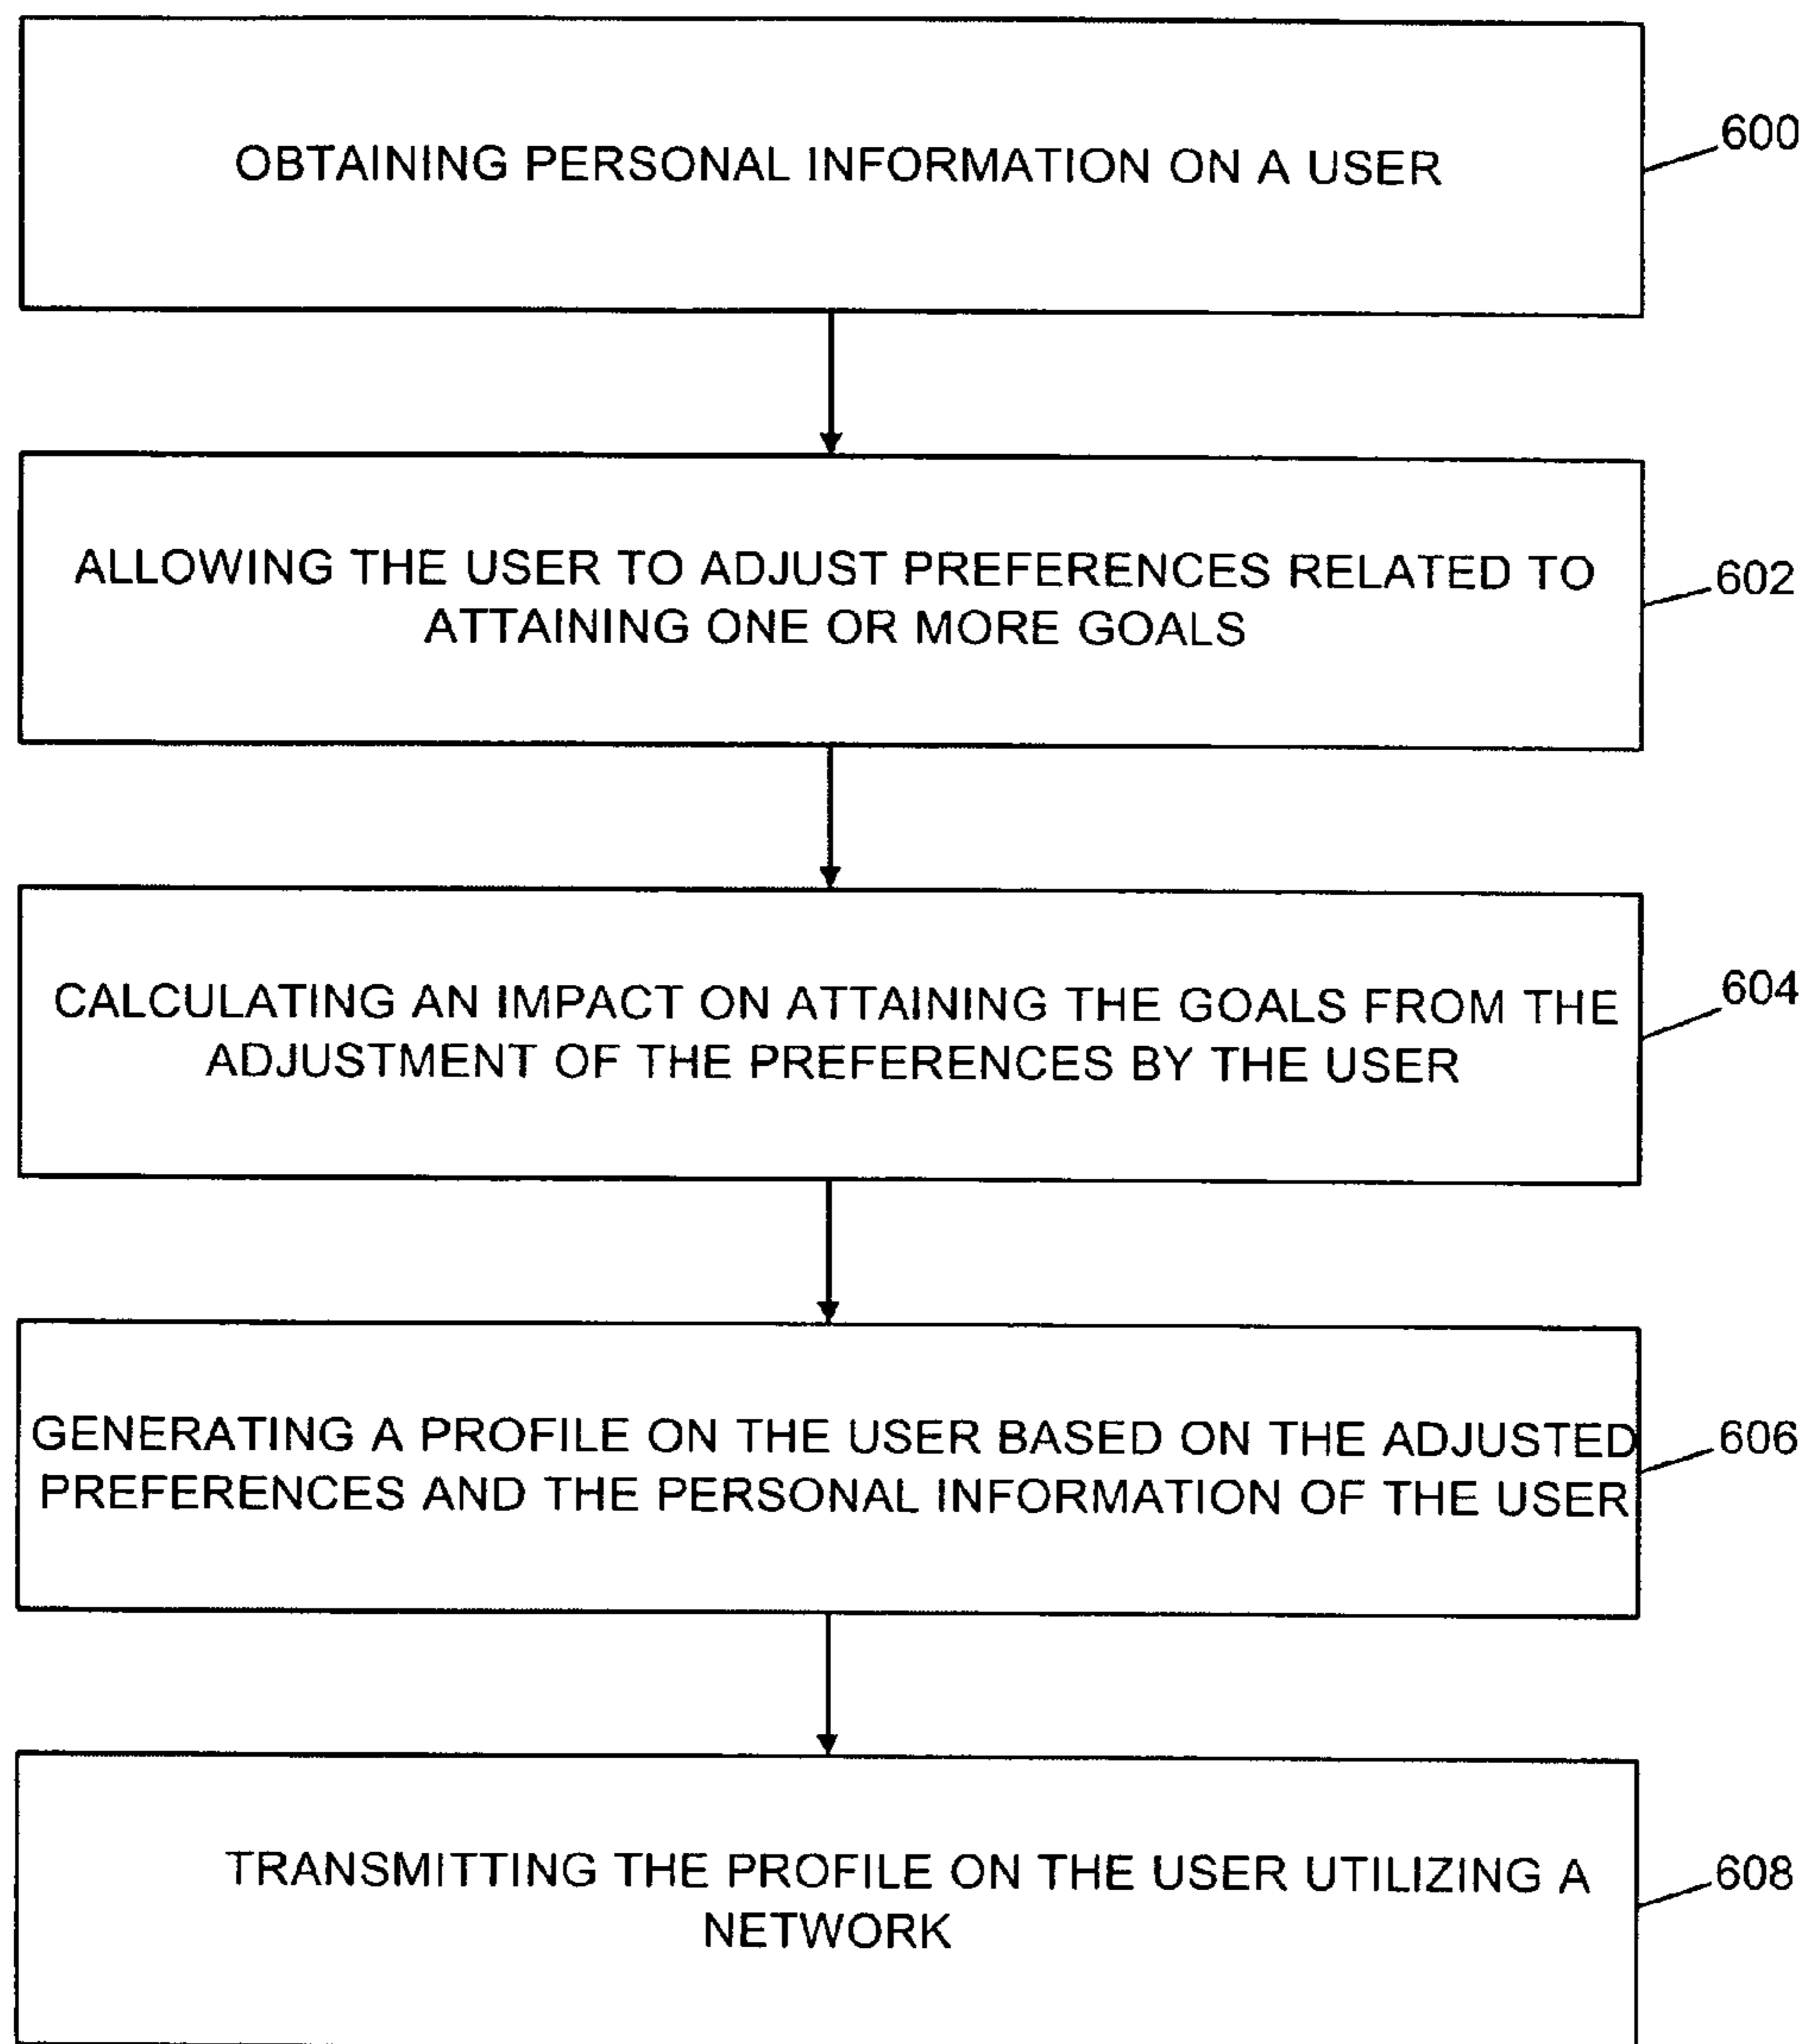 OBTAINING PERSONAL INFORMATION ON A USER
600
ALLOWING THE USER TO ADJUST PREFERENCES RELATED TO
ATTAINING ONE OR MORE GOALS
602
CALCULATING AN IMPACT ON ATTAINING THE GOALS FROM THE
ADJUSTMENT OF THE PREFERENCES BY THE USER
604
GENERATING A PROFILE ON THE USER BASED ON THE ADJUSTED
PREFERENCES AND THE PERSONAL INFORMATION OF THE USER
606
TRANSMITTING THE PROFILE ON THE USER UTILIZING A
NETWORK
608